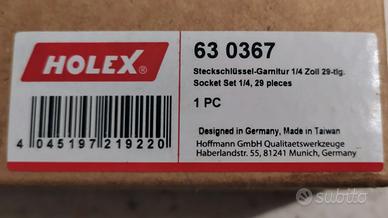 HOLEX®
63 0367
Steckschlüssel-Garnitur 1/4 Zoll 29-tlg.
Socket Set 1/4, 29 pieces
1 PC
4 045197 219220
Designed in Germany, Made in Taiwan
Hoffmann GmbH Qualitaetswerkzeuge
Haberlandstr. 55, 81241 Munich, Germany
subito